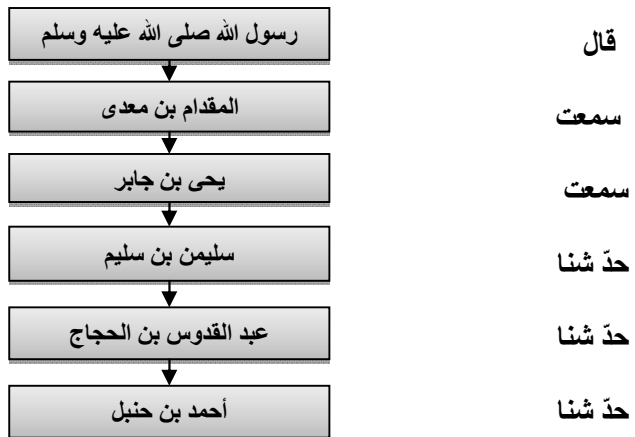 رسول الله صلى الله عليه وسلم
قال
المقدام بن معدى
سمعت
يحى بن جابر
سمعت
سليمن بن سليم
حدّ شنا
عبد القدوس بن الحجاج
حدّ شنا
أحمد بن حنبل
حدّ شنا